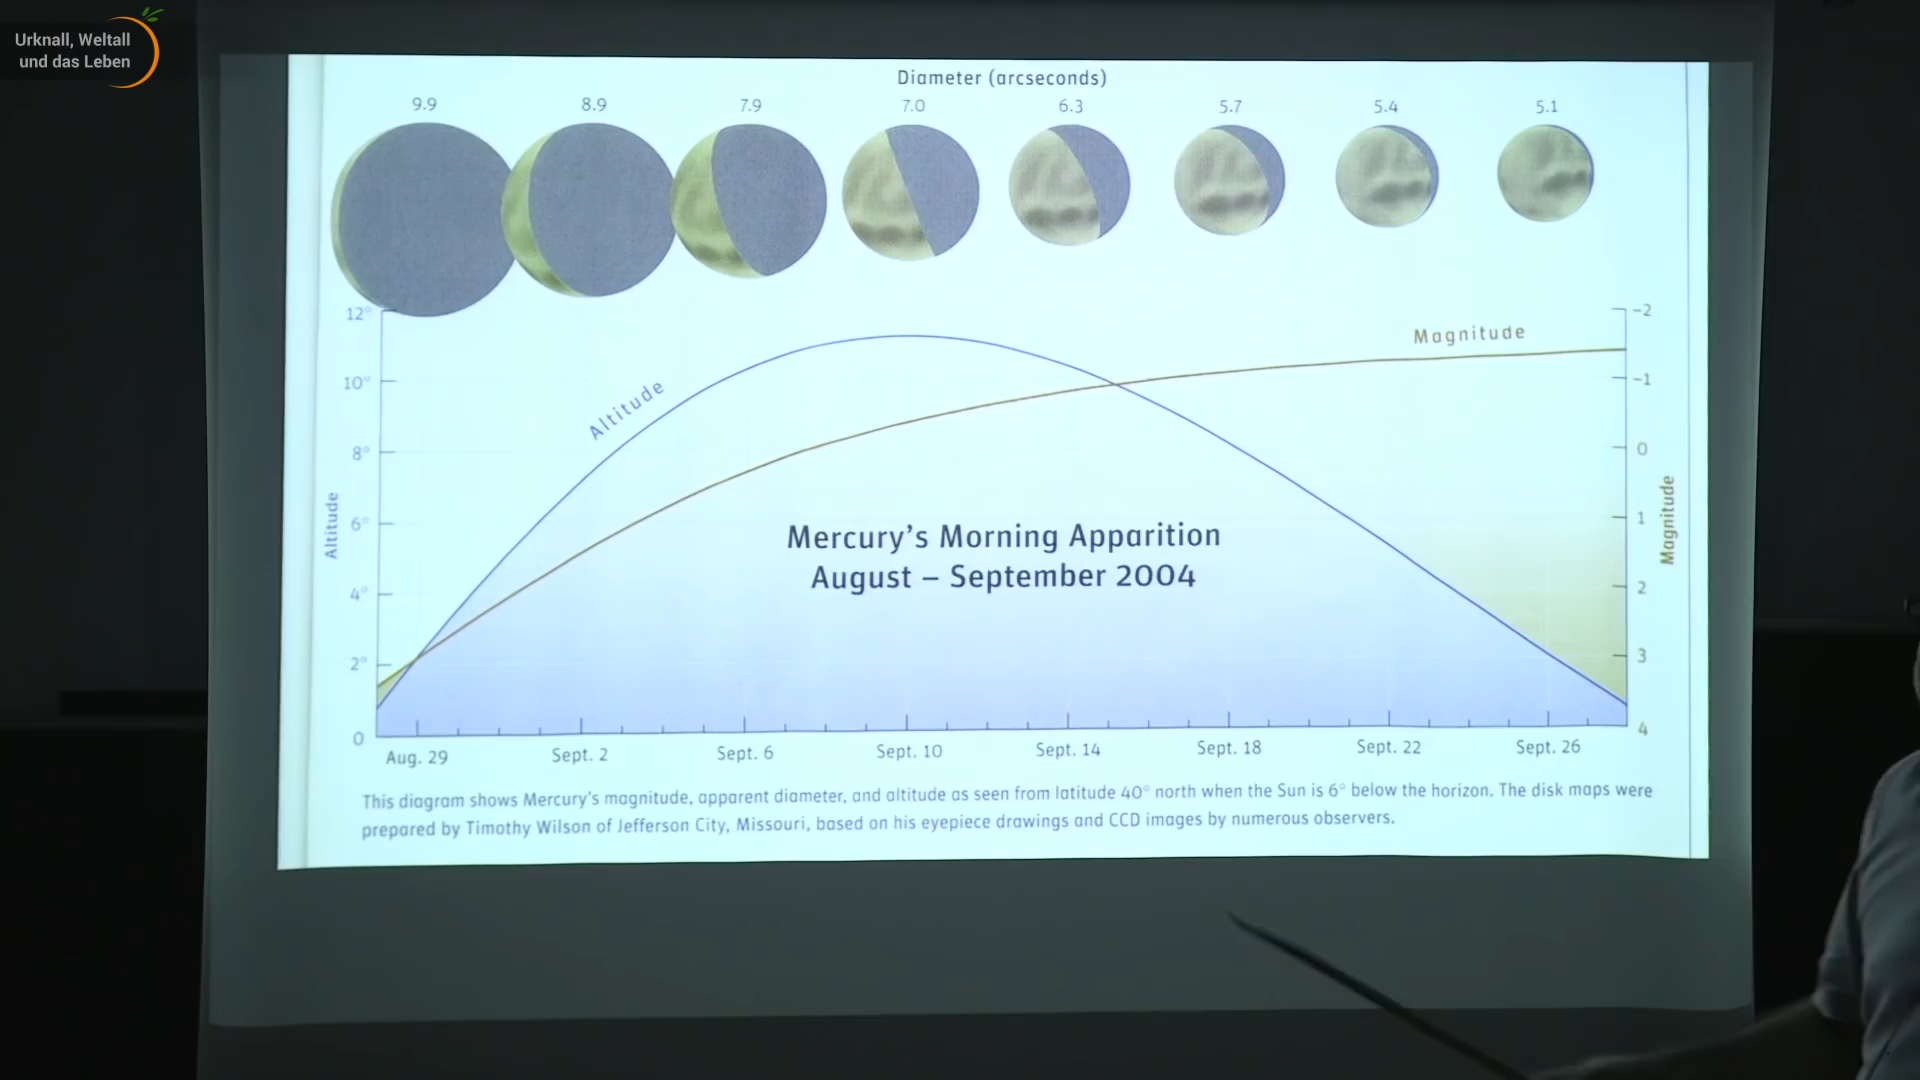 Urknall, Weltall
und das Leben
Diameter (arcseconds)
9.9 8.9 7.9 7.0 6.3 5.7 5.4 5.1
12°
10°
8°
6°
4°
2°
0
Altitude
Altitude
Magnitude
Mercury’s Morning Apparition
August – September 2004
-2
-1
0
1
2
3
4
Magnitude
Aug. 29 Sept. 2 Sept. 6 Sept. 10 Sept. 14 Sept. 18 Sept. 22 Sept. 26
This diagram shows Mercury’s magnitude, apparent diameter, and altitude as seen from latitude 40° north when the Sun is 6° below the horizon. The disk maps were
prepared by Timothy Wilson of Jefferson City, Missouri, based on his eyepiece drawings and CCD images by numerous observers.